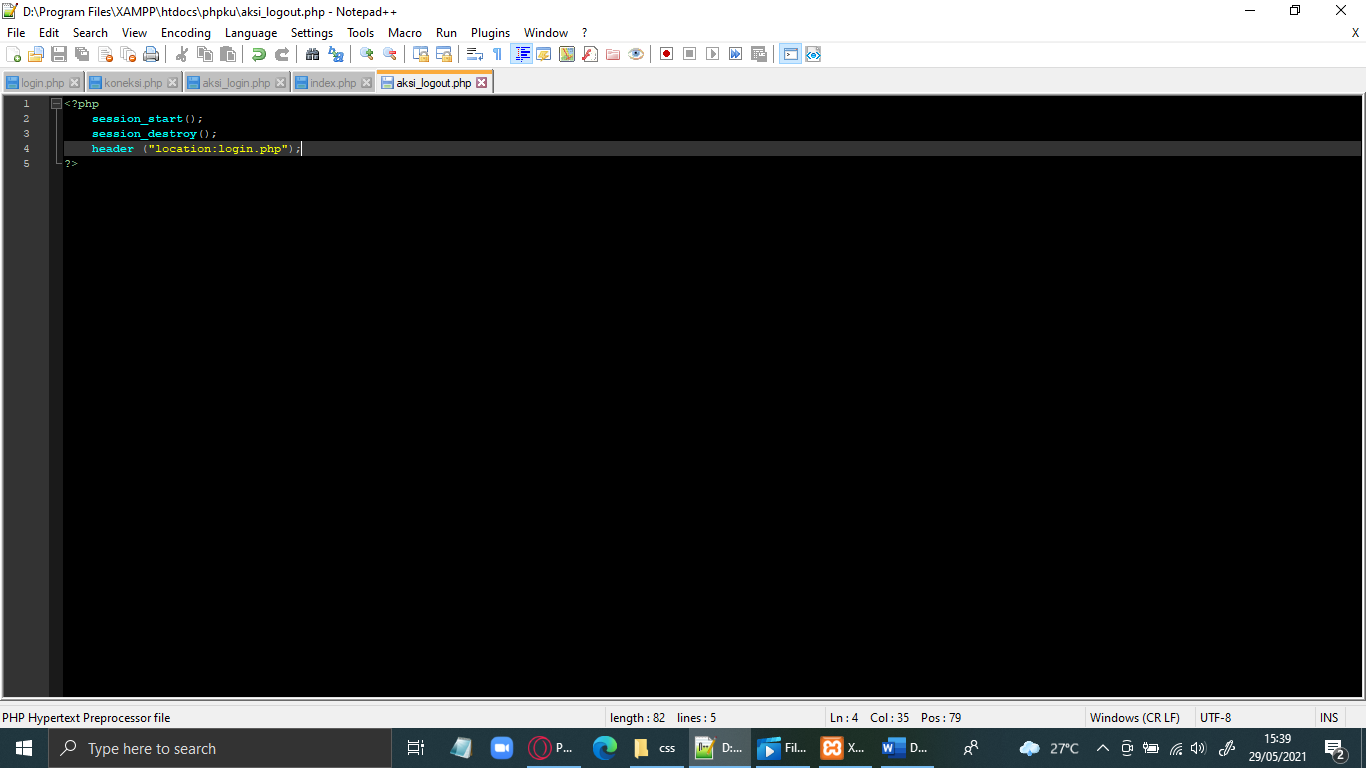 D:\Program Files\XAMPP\htdocs\phpku\aksi_logout.php - Notepad++
File Edit Search View Encoding Language Settings Tools Macro Run Plugins Window ? X
login.php koneksi.php aksi_login.php index.php aksi_logout.php
1 <?php
2 session_start();
3 session_destroy();
4 header ("location:login.php");
5 ?>
PHP Hypertext Preprocessor file length : 82 lines : 5 Ln : 4 Col : 35 Pos : 79 Windows (CR LF) UTF-8 INS
Type here to search P... css D:... Fil... X... D... 27°C 15:39
29/05/2021 2